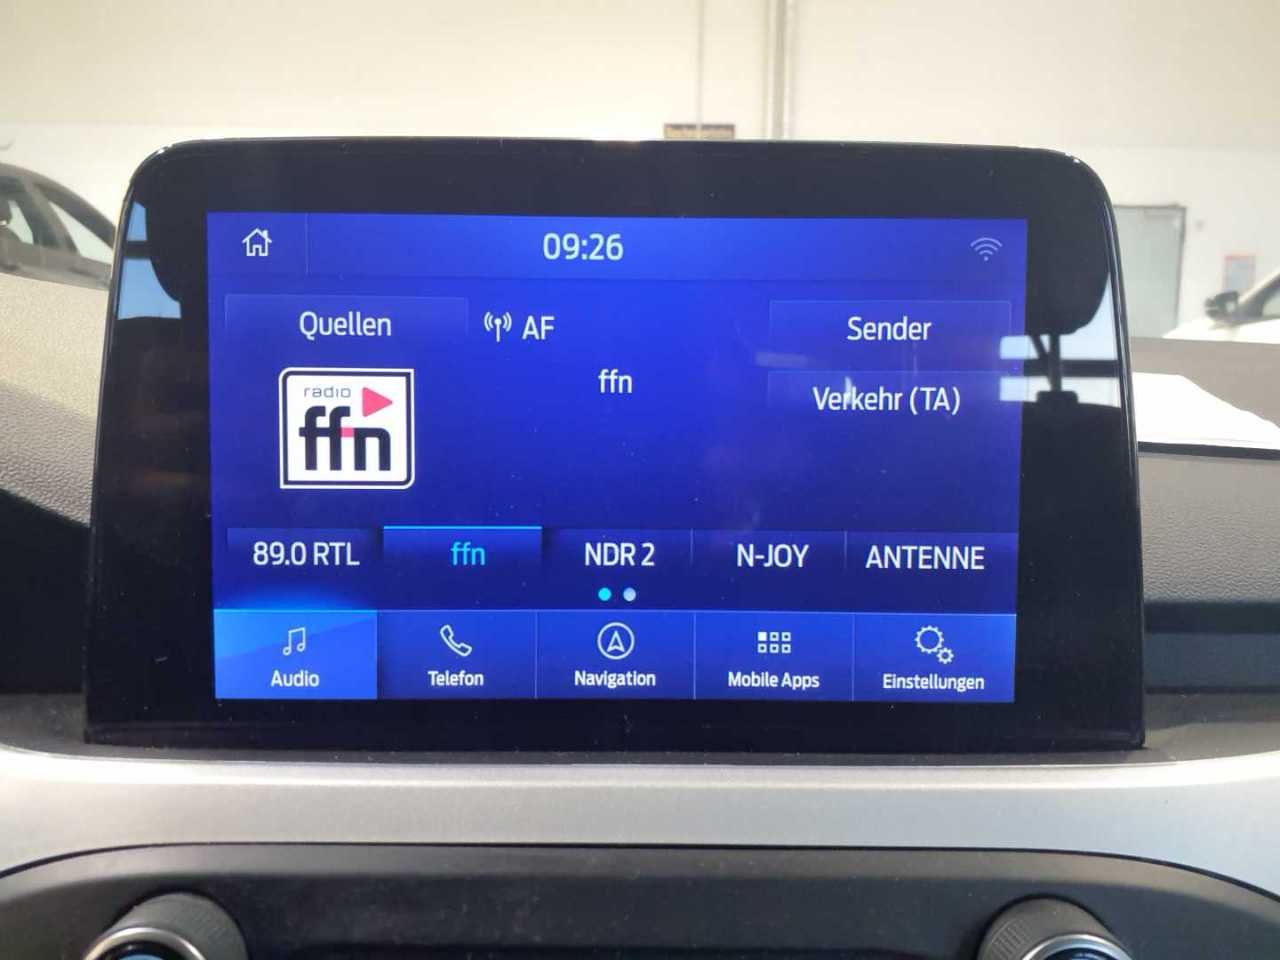 09:26
Quellen
AF
Sender
ffn
Verkehr (TA)
radio
ffn
89.0 RTL
ffn
NDR 2
N-JOY
ANTENNE
Audio
Telefon
Navigation
Mobile Apps
Einstellungen